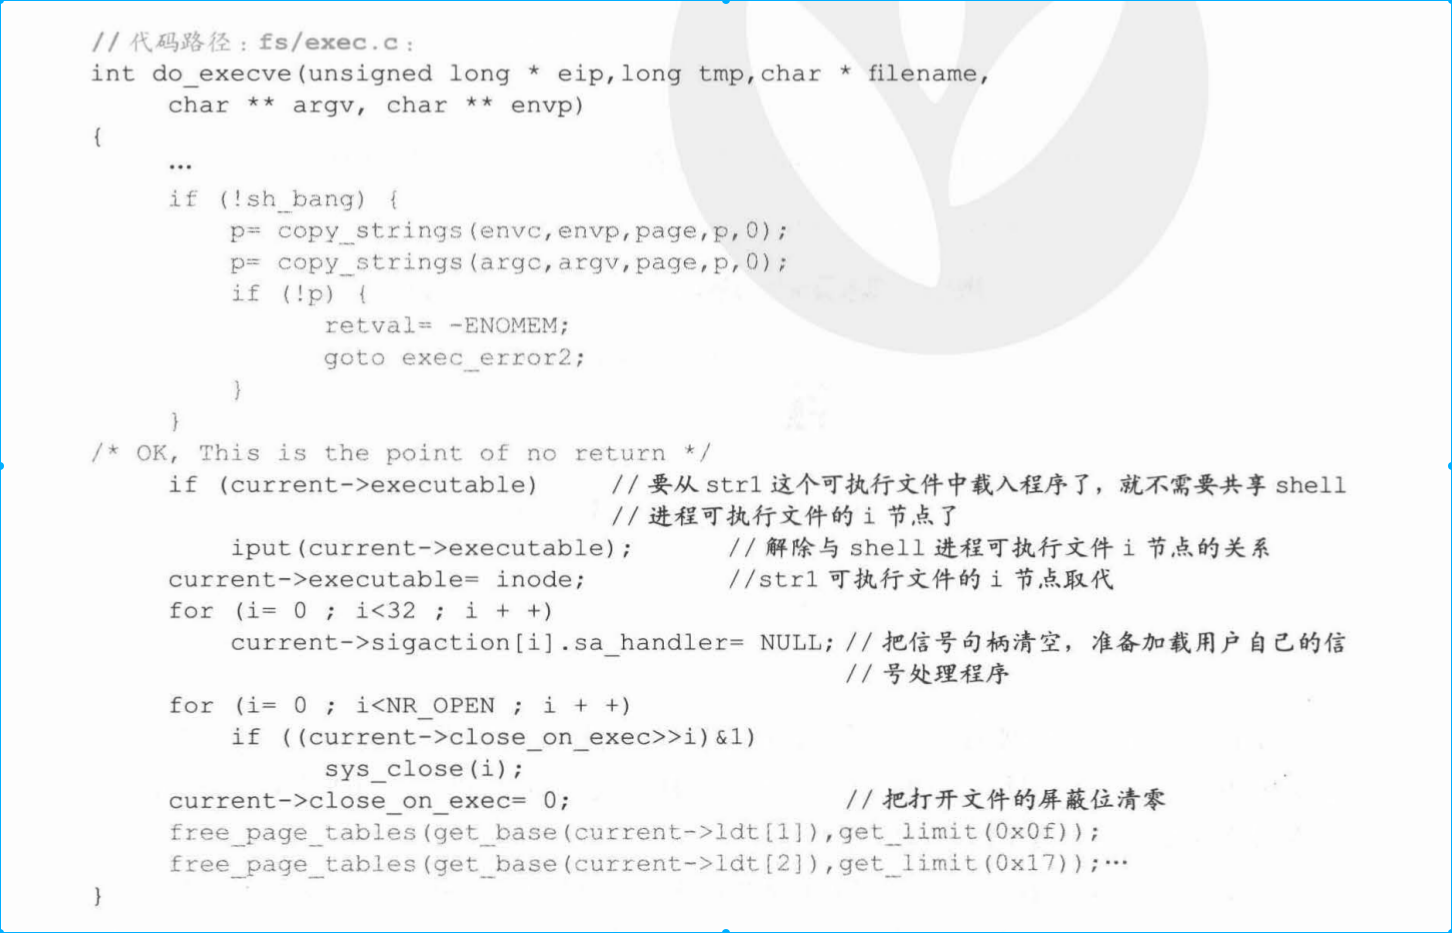 // 代码路径：fs/exec.c：
int do_execve(unsigned long * eip,long tmp,char * filename,
     char ** argv, char ** envp)
{
     …
     if (!sh_bang) {
         p= copy_strings(envc,envp,page,p,0);
         p= copy_strings(argc,argv,page,p,0);
         if (!p) {
               retval= -ENOMEM;
               goto exec_error2;
         }
     }
/* OK, This is the point of no return */
     if (current->executable)     // 要从 str1 这个可执行文件中载入程序了，就不需要共享 shell
                                  // 进程可执行文件的 i 节点了
         iput(current->executable);      // 解除与 shell 进程可执行文件 i 节点的关系
     current->executable= inode;         //str1 可执行文件的 i 节点取代
     for (i= 0 ; i<32 ; i + +)
         current->sigaction[i].sa_handler= NULL; // 把信号句柄清空，准备加载用户自己的信
                                                 // 号处理程序
     for (i= 0 ; i<NR_OPEN ; i + +)
         if ((current->close_on_exec>>i)&1)
               sys_close(i);
     current->close_on_exec= 0;                  // 把打开文件的屏蔽位清零
     free_page_tables(get_base(current->ldt[1]),get_limit(0x0f));
     free_page_tables(get_base(current->ldt[2]),get_limit(0x17));…
}